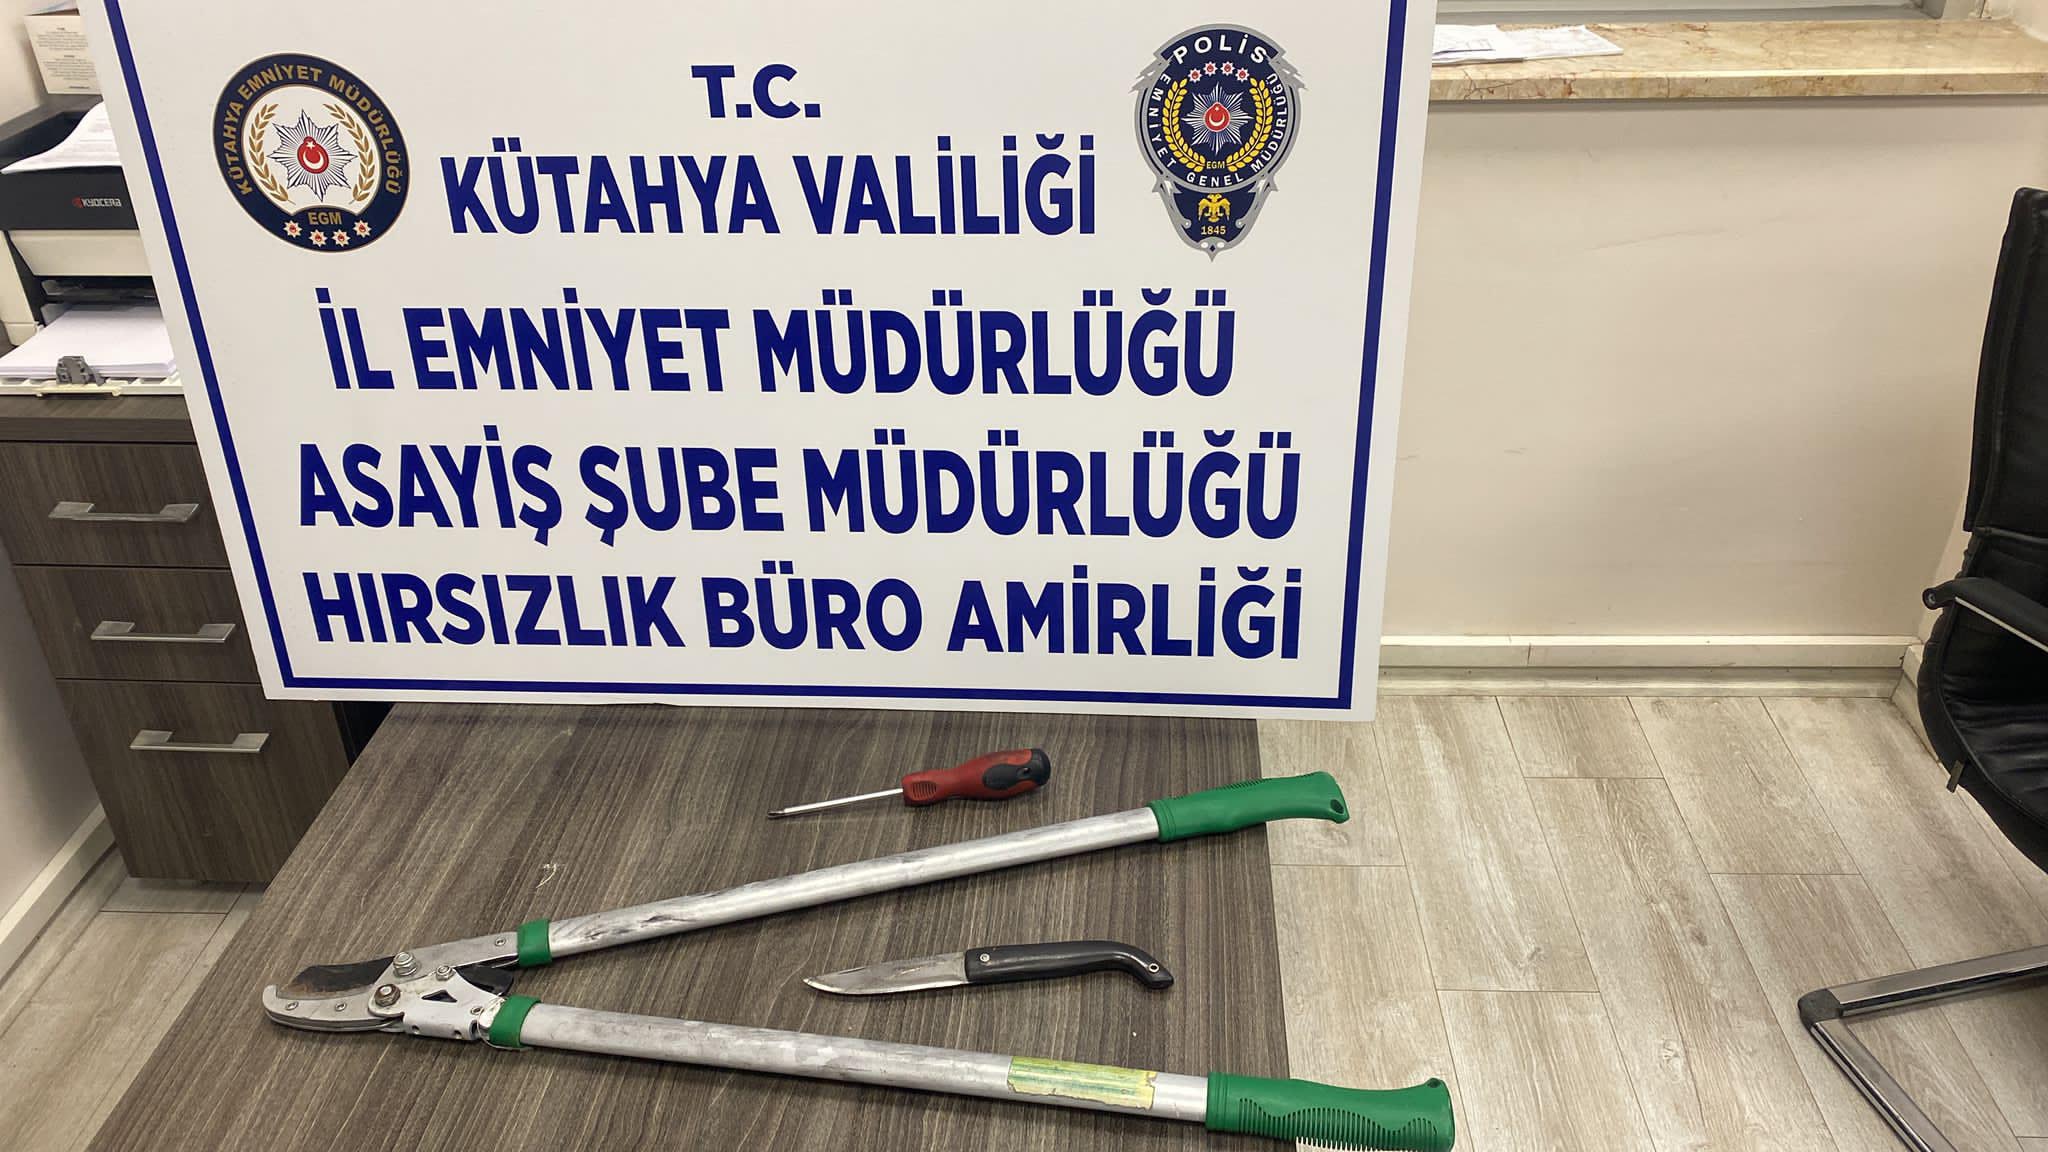 T.C.
KÜTAHYA VALİLİĞİ
İL EMNİYET MÜDÜRLÜĞÜ
ASAYİŞ ŞUBE MÜDÜRLÜĞÜ
HIRSIZLIK BÜRO AMİRLİĞİ
KÜTAHYA EMNİYET MÜDÜRLÜĞÜ
EGM
POLİS
EMNİYET GENEL MÜDÜRLÜĞÜ
EGM
1845
KYOCERA